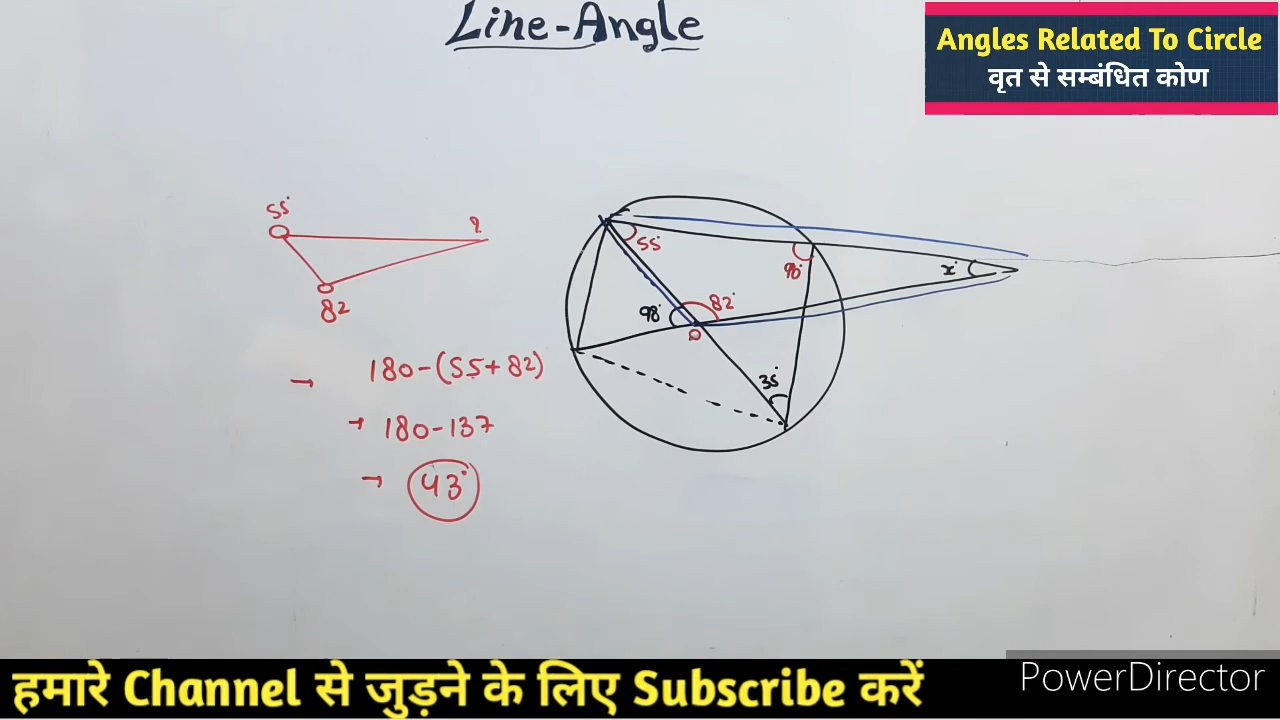 Line-Angle
Angles Related To Circle
वृत से सम्बंधित कोण
55°
82
→ 180-(55+82)
→ 180-137
→ 43°
55
90°
x°
98°
82°
35°
हमारे Channel से जुड़ने के लिए Subscribe करें
PowerDirector